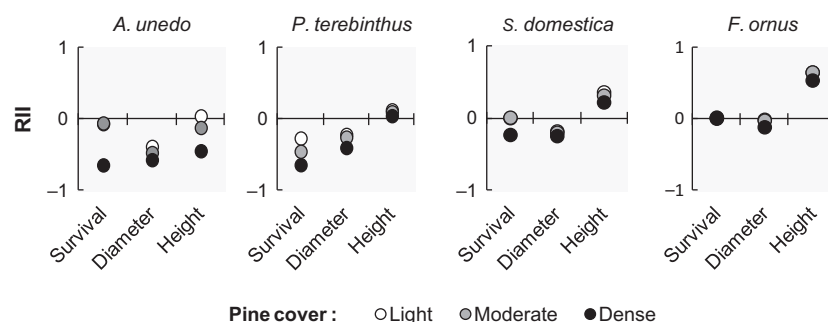 A. unedo P. terebinthus S. domestica F. ornus
RII
1 1 1 1
0 0 0 0
–1 –1 –1 –1
Survival Diameter Height Survival Diameter Height Survival Diameter Height Survival Diameter Height
Pine cover : Light Moderate Dense